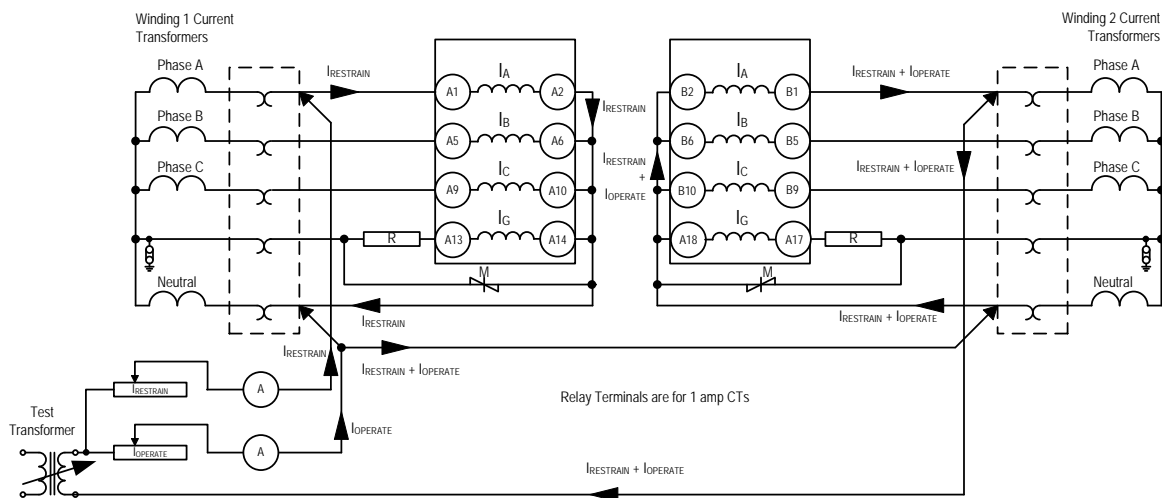 Winding 1 Current
Transformers
Winding 2 Current
Transformers
Phase A
IRESTRAIN
A1
IA
A2
IRESTRAIN
B2
IA
B1
IRESTRAIN + IOPERATE
Phase A
Phase B
A5
IB
A6
B6
IB
B5
Phase B
IRESTRAIN
+
IOPERATE
IRESTRAIN + IOPERATE
Phase C
A9
IC
A10
B10
IC
B9
Phase C
R
A13
IG
A14
A18
IG
A17
R
M
M
Neutral
IRESTRAIN
IRESTRAIN + IOPERATE
Neutral
IRESTRAIN
IRESTRAIN + IOPERATE
IRESTRAIN
A
Relay Terminals are for 1 amp CTs
Test
Transformer
IOPERATE
IOPERATE
A
IRESTRAIN + IOPERATE